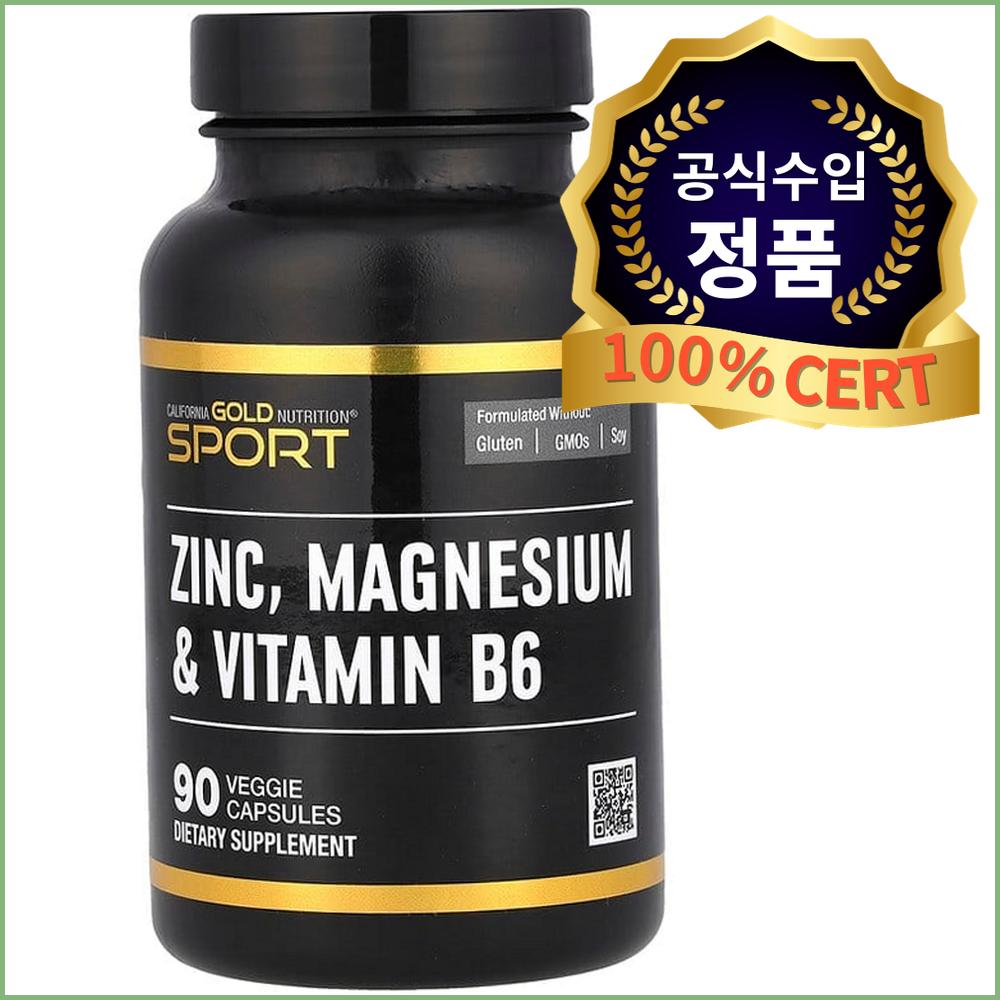 공식수입
정품
100% CERT
CALIFORNIA GOLD NUTRITION®
SPORT
Formulated Without:
Gluten | GMOs | Soy
ZINC, MAGNESIUM
& VITAMIN B6
90 VEGGIE
CAPSULES
DIETARY SUPPLEMENT